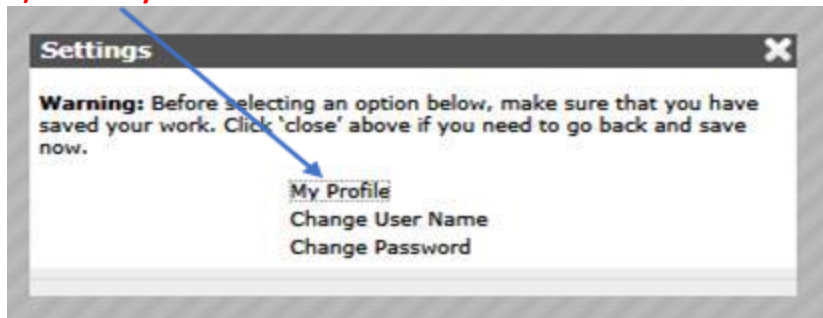 Settings
Warning: Before selecting an option below, make sure that you have
saved your work. Click 'close' above if you need to go back and save
now.
My Profile
Change User Name
Change Password